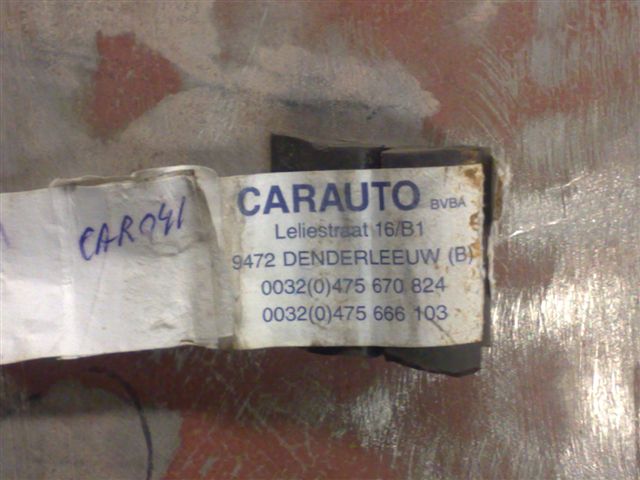 CAR041
CARAUTO BVBA
Leliestraat 16/B1
9472 DENDERLEEUW (B)
0032(0)475 670 824
0032(0)475 666 103